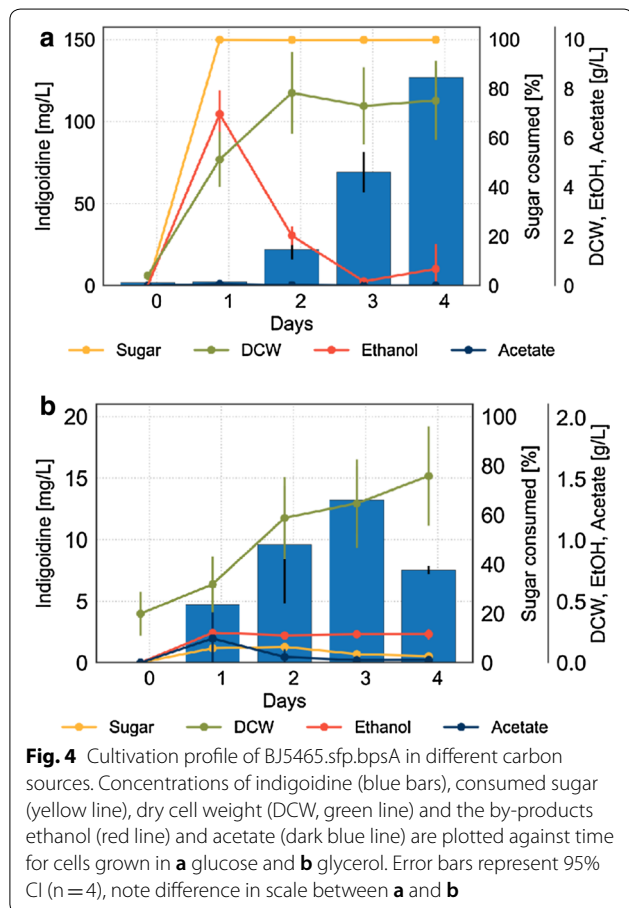 a
150
100
50
0
Indigoidine [mg/L]
100
80
60
40
20
0
Sugar cosumed [%]
10
8
6
4
2
0
DCW, EtOH, Acetate [g/L]
0 1 2 3 4
Days
Sugar DCW Ethanol Acetate
b
20
15
10
5
0
Indigoidine [mg/L]
100
80
60
40
20
0
Sugar consumed [%]
2.0
1.5
1.0
0.5
0.0
DCW, EtOH, Acetate [g/L]
0 1 2 3 4
Days
Sugar DCW Ethanol Acetate
Fig. 4 Cultivation profile of BJ5465.sfp.bpsA in different carbon
sources. Concentrations of indigoidine (blue bars), consumed sugar
(yellow line), dry cell weight (DCW, green line) and the by-products
ethanol (red line) and acetate (dark blue line) are plotted against time
for cells grown in a glucose and b glycerol. Error bars represent 95%
CI (n = 4), note difference in scale between a and b